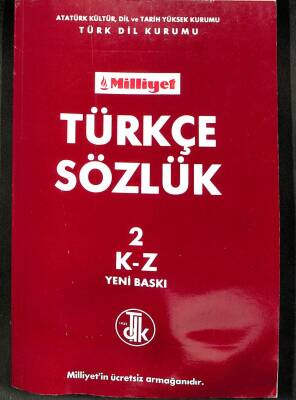 ATATÜRK KÜLTÜR, DİL ve TARİH YÜKSEK KURUMU
TÜRK DİL KURUMU
Milliyet
TÜRKÇE
SÖZLÜK
2
K-Z
YENİ BASKI
tdk
Milliyet'in ücretsiz armağanıdır.